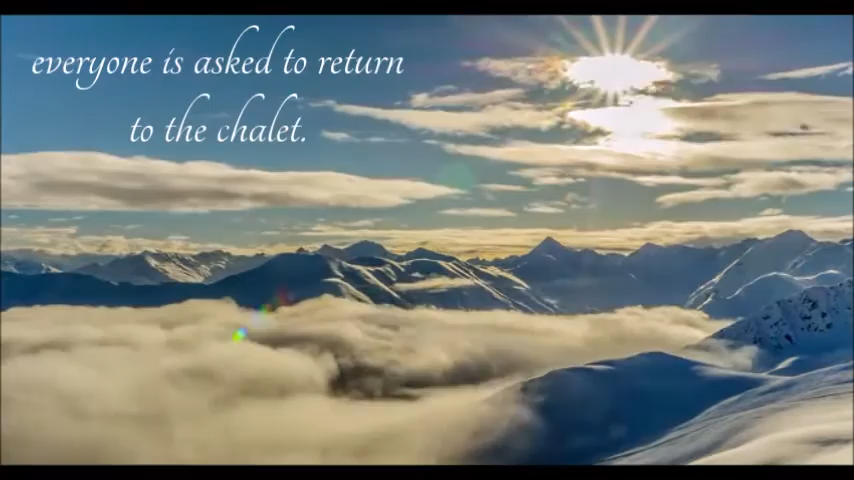 everyone is asked to return
to the chalet.